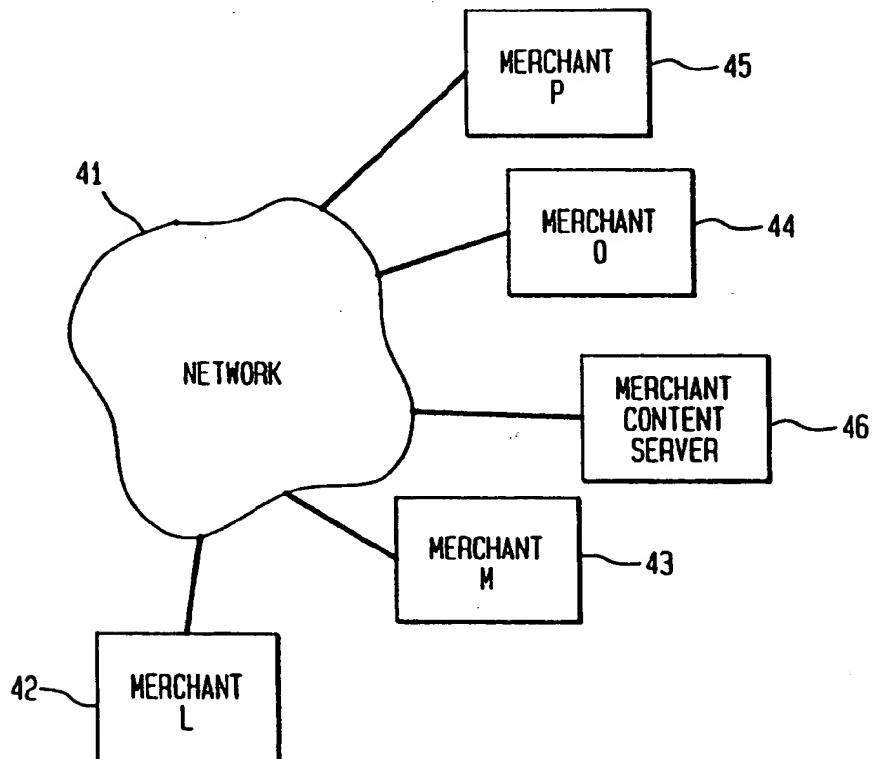 MERCHANT
P
45
41
MERCHANT
O
44
NETWORK
MERCHANT
CONTENT
SERVER
46
MERCHANT
M
43
42
MERCHANT
L